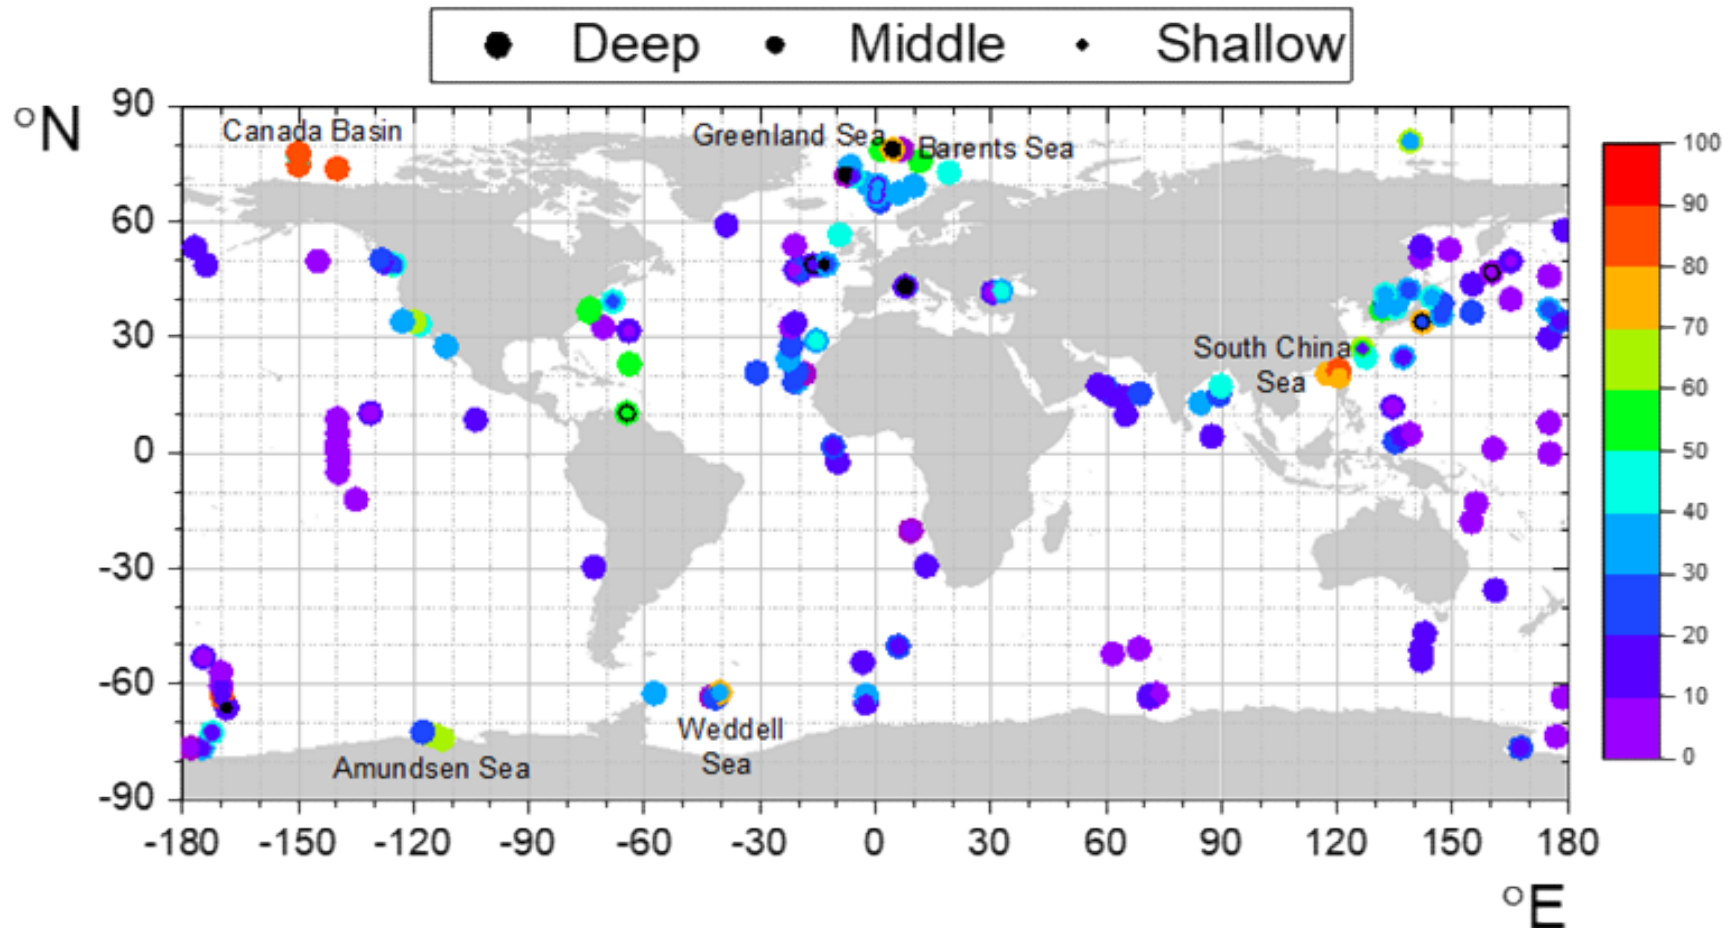 Deep Middle Shallow
°N
90
60
30
0
-30
-60
-90
Canada Basin
Greenland Sea
Barents Sea
South China
Sea
Weddell
Sea
Amundsen Sea
-180 -150 -120 -90 -60 -30 0 30 60 90 120 150 180
°E
100
90
80
70
60
50
40
30
20
10
0